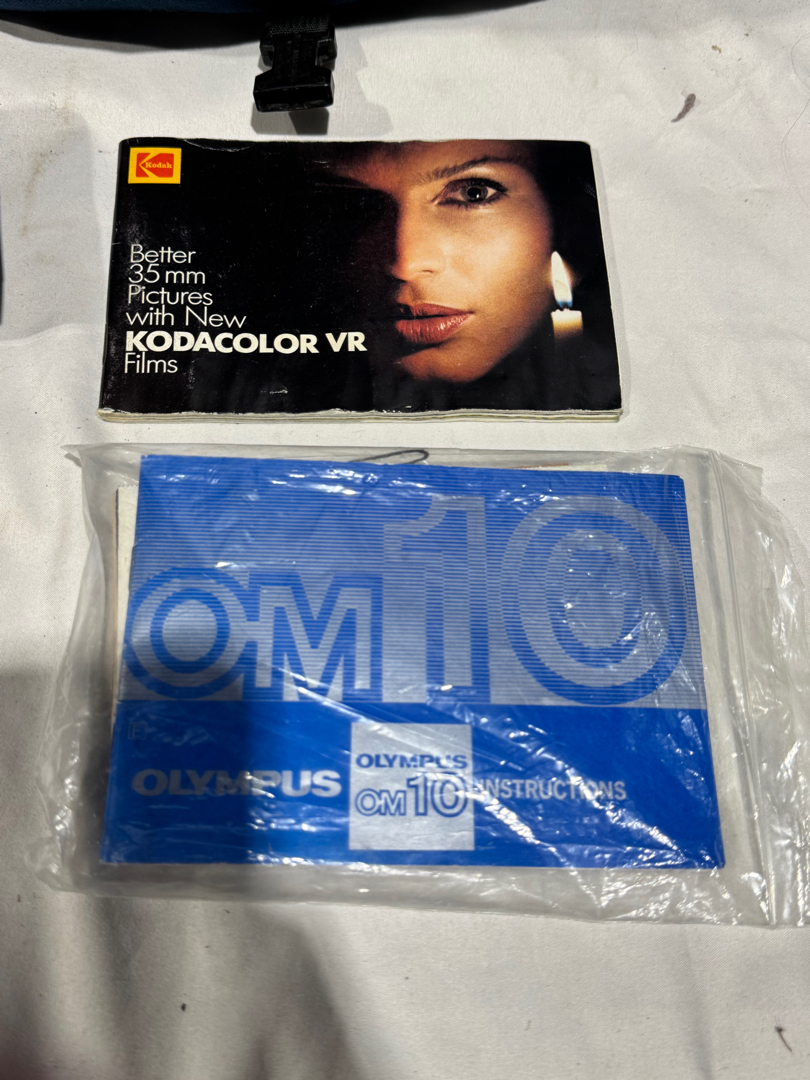 Kodak
Better
35 mm
Pictures
with New
KODACOLOR VR
Films
OM10
OLYMPUS
OLYMPUS
OM10
INSTRUCTIONS